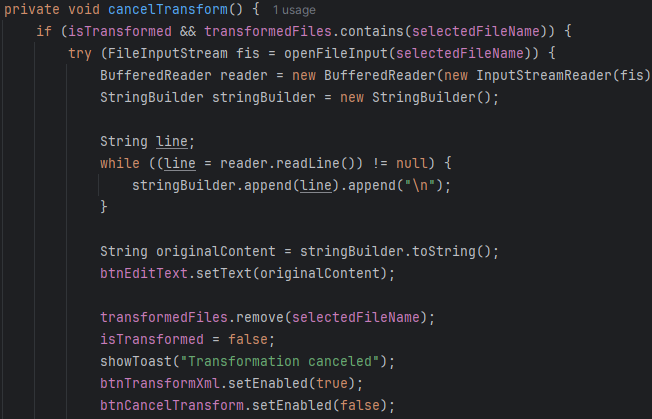 private void cancelTransform() { 1 usage
if (isTransformed && transformedFiles.contains(selectedFileName)) {
try (FileInputStream fis = openFileInput(selectedFileName)) {
BufferedReader reader = new BufferedReader(new InputStreamReader(fis)
StringBuilder stringBuilder = new StringBuilder();
String line;
while ((line = reader.readLine()) != null) {
stringBuilder.append(line).append("\n");
}
String originalContent = stringBuilder.toString();
btnEditText.setText(originalContent);
transformedFiles.remove(selectedFileName);
isTransformed = false;
showToast("Transformation canceled");
btnTransformXml.setEnabled(true);
btnCancelTransform.setEnabled(false);